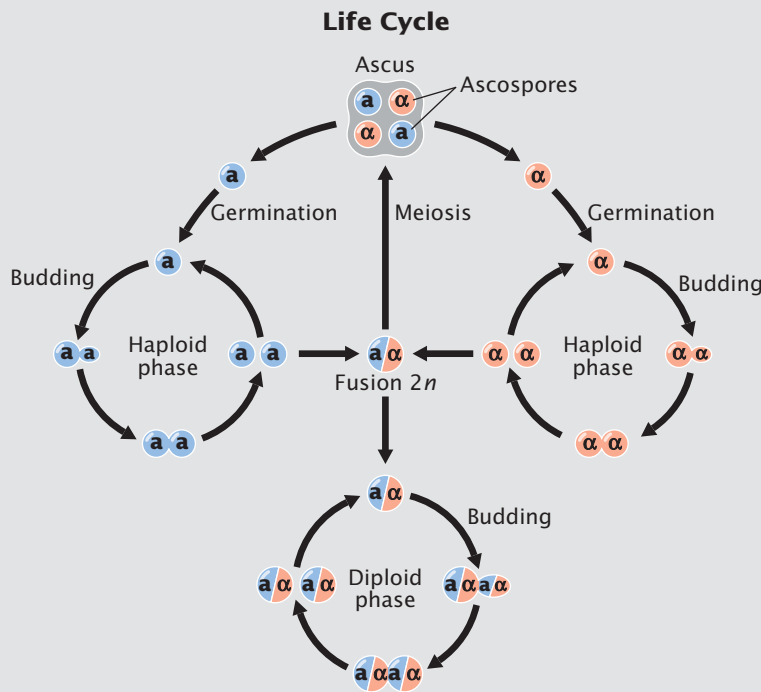 Life Cycle
Ascus
a α
α a
Ascospores
a
α
Germination
Meiosis
Germination
a
α
Budding
Budding
a a
Haploid
phase
a a
a α
Fusion 2n
α α
Haploid
phase
α α
a a
α α
a α
Budding
a α a α
Diploid
phase
a α a α
a α a α